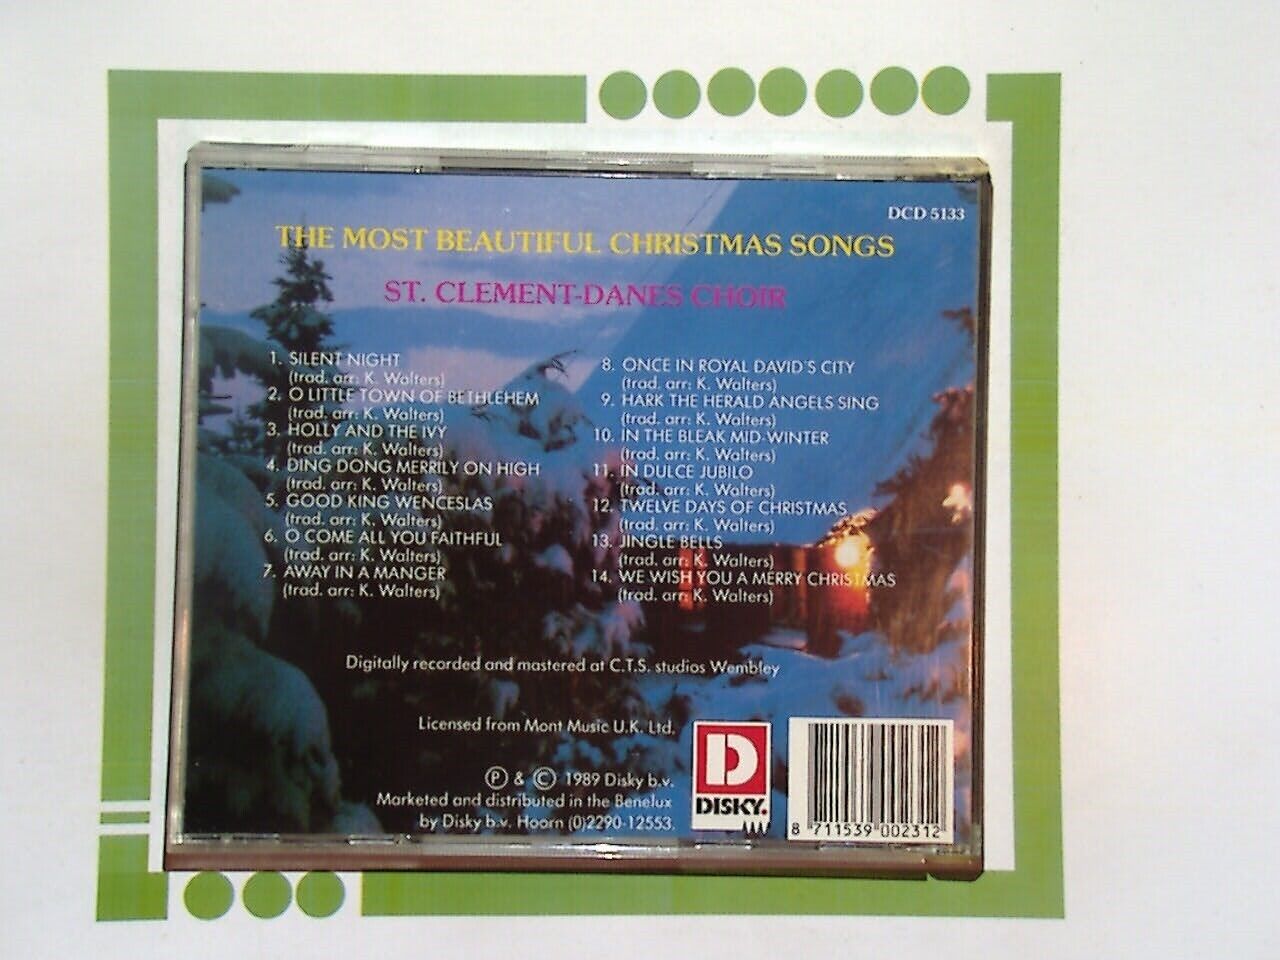 DCD 5133
THE MOST BEAUTIFUL CHRISTMAS SONGS
ST. CLEMENT-DANES CHOIR
1. SILENT NIGHT
(trad. arr: K. Walters)
2. O LITTLE TOWN OF BETHLEHEM
(trad. arr: K. Walters)
3. HOLLY AND THE IVY
(trad. arr: K. Walters)
4. DING DONG MERRILY ON HIGH
(trad. arr: K. Walters)
5. GOOD KING WENCESLAS
(trad. arr: K. Walters)
6. O COME ALL YOU FAITHFUL
(trad. arr: K. Walters)
7. AWAY IN A MANGER
(trad. arr: K. Walters)
8. ONCE IN ROYAL DAVID'S CITY
(trad. arr: K. Walters)
9. HARK THE HERALD ANGELS SING
(trad. arr: K. Walters)
10. IN THE BLEAK MID-WINTER
(trad. arr: K. Walters)
11. IN DULCE JUBILO
(trad. arr: K. Walters)
12. TWELVE DAYS OF CHRISTMAS
(trad. arr: K. Walters)
13. JINGLE BELLS
(trad. arr: K. Walters)
14. WE WISH YOU A MERRY CHRISTMAS
(trad. arr: K. Walters)
Digitally recorded and mastered at C.T.S. studios Wembley
Licensed from Mont Music U.K. Ltd.
Ⓟ & © 1989 Disky b.v.
Marketed and distributed in the Benelux
by Disky b.v. Hoorn (0)2290-12553.
D
DISKY.
8 711539 002312